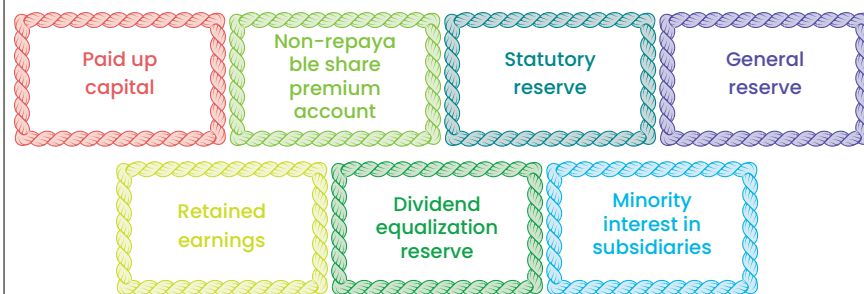 Paid up
capital
Non-repaya
ble share
premium
account
Statutory
reserve
General
reserve
Retained
earnings
Dividend
equalization
reserve
Minority
interest in
subsidiaries